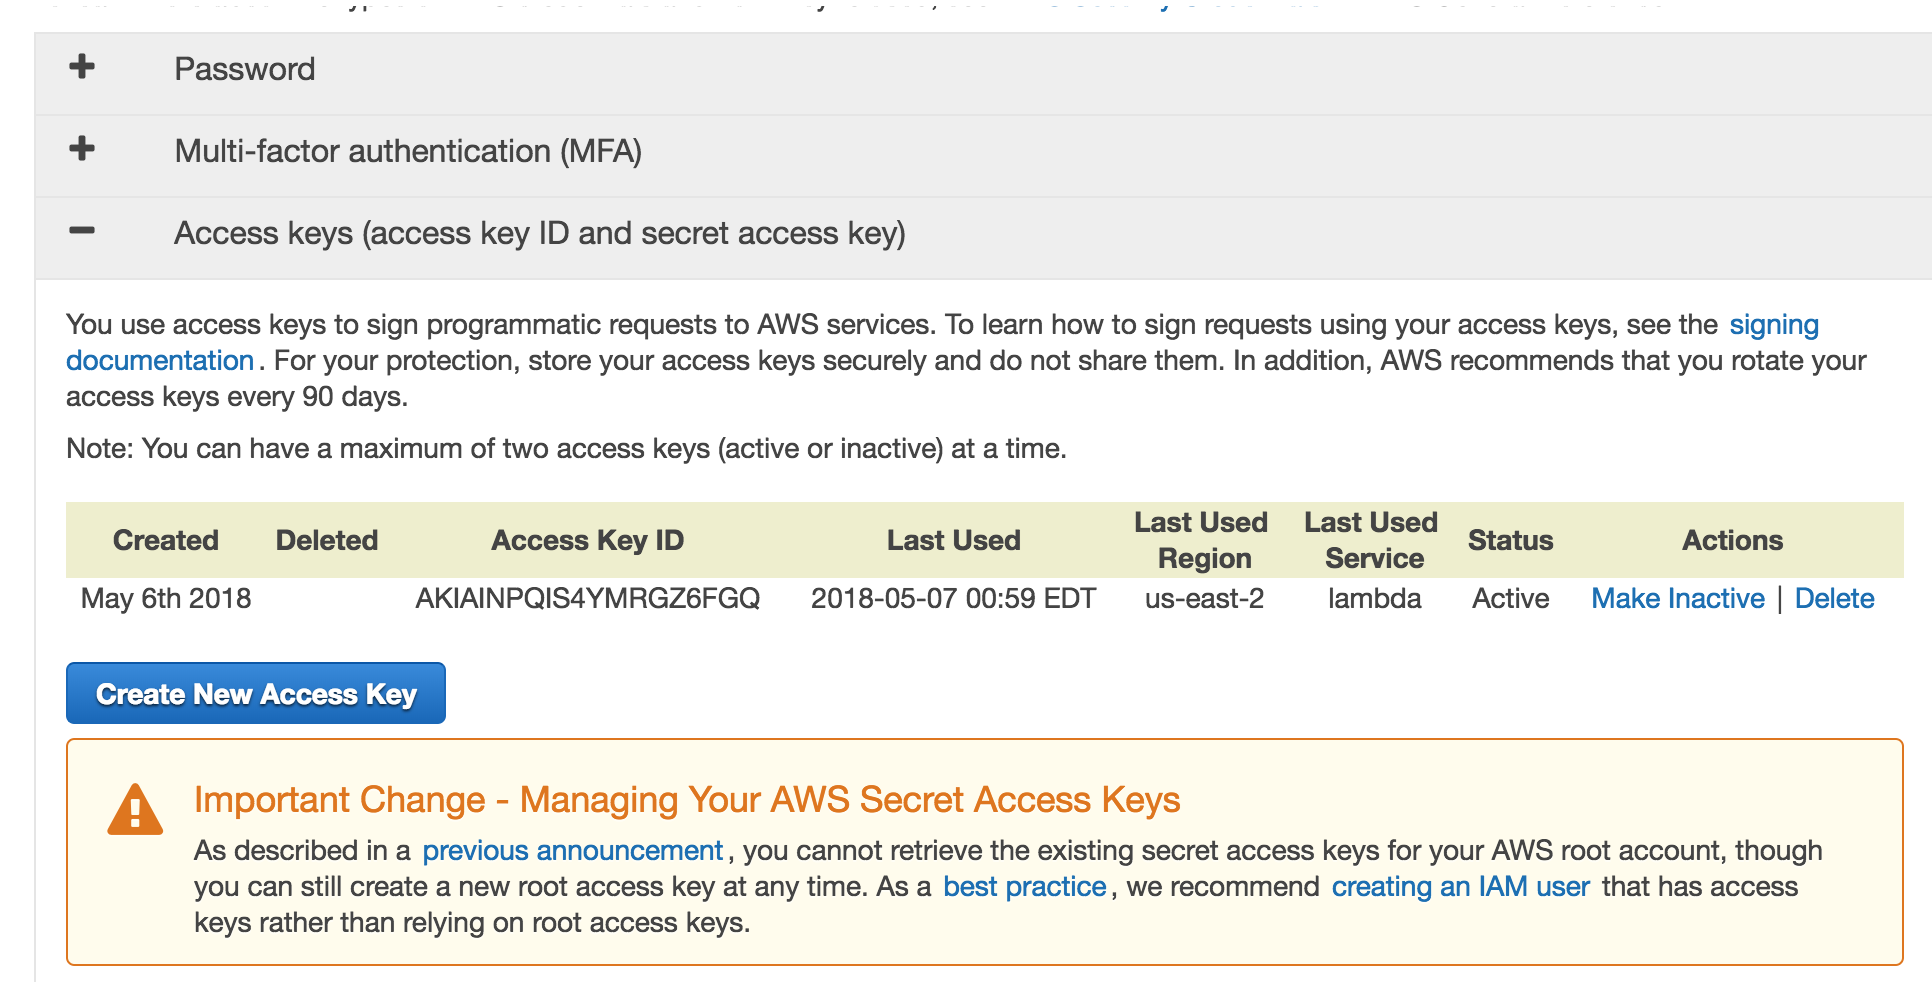 Password
Multi-factor authentication (MFA)
Access keys (access key ID and secret access key)
You use access keys to sign programmatic requests to AWS services. To learn how to sign requests using your access keys, see the signing
documentation. For your protection, store your access keys securely and do not share them. In addition, AWS recommends that you rotate your
access keys every 90 days.
Note: You can have a maximum of two access keys (active or inactive) at a time.
Created Deleted Access Key ID Last Used Last Used Region Last Used Service Status Actions
May 6th 2018 AKIAINPQIS4YMRGZ6FGQ 2018-05-07 00:59 EDT us-east-2 lambda Active Make Inactive | Delete
Create New Access Key
Important Change - Managing Your AWS Secret Access Keys
As described in a previous announcement, you cannot retrieve the existing secret access keys for your AWS root account, though
you can still create a new root access key at any time. As a best practice, we recommend creating an IAM user that has access
keys rather than relying on root access keys.